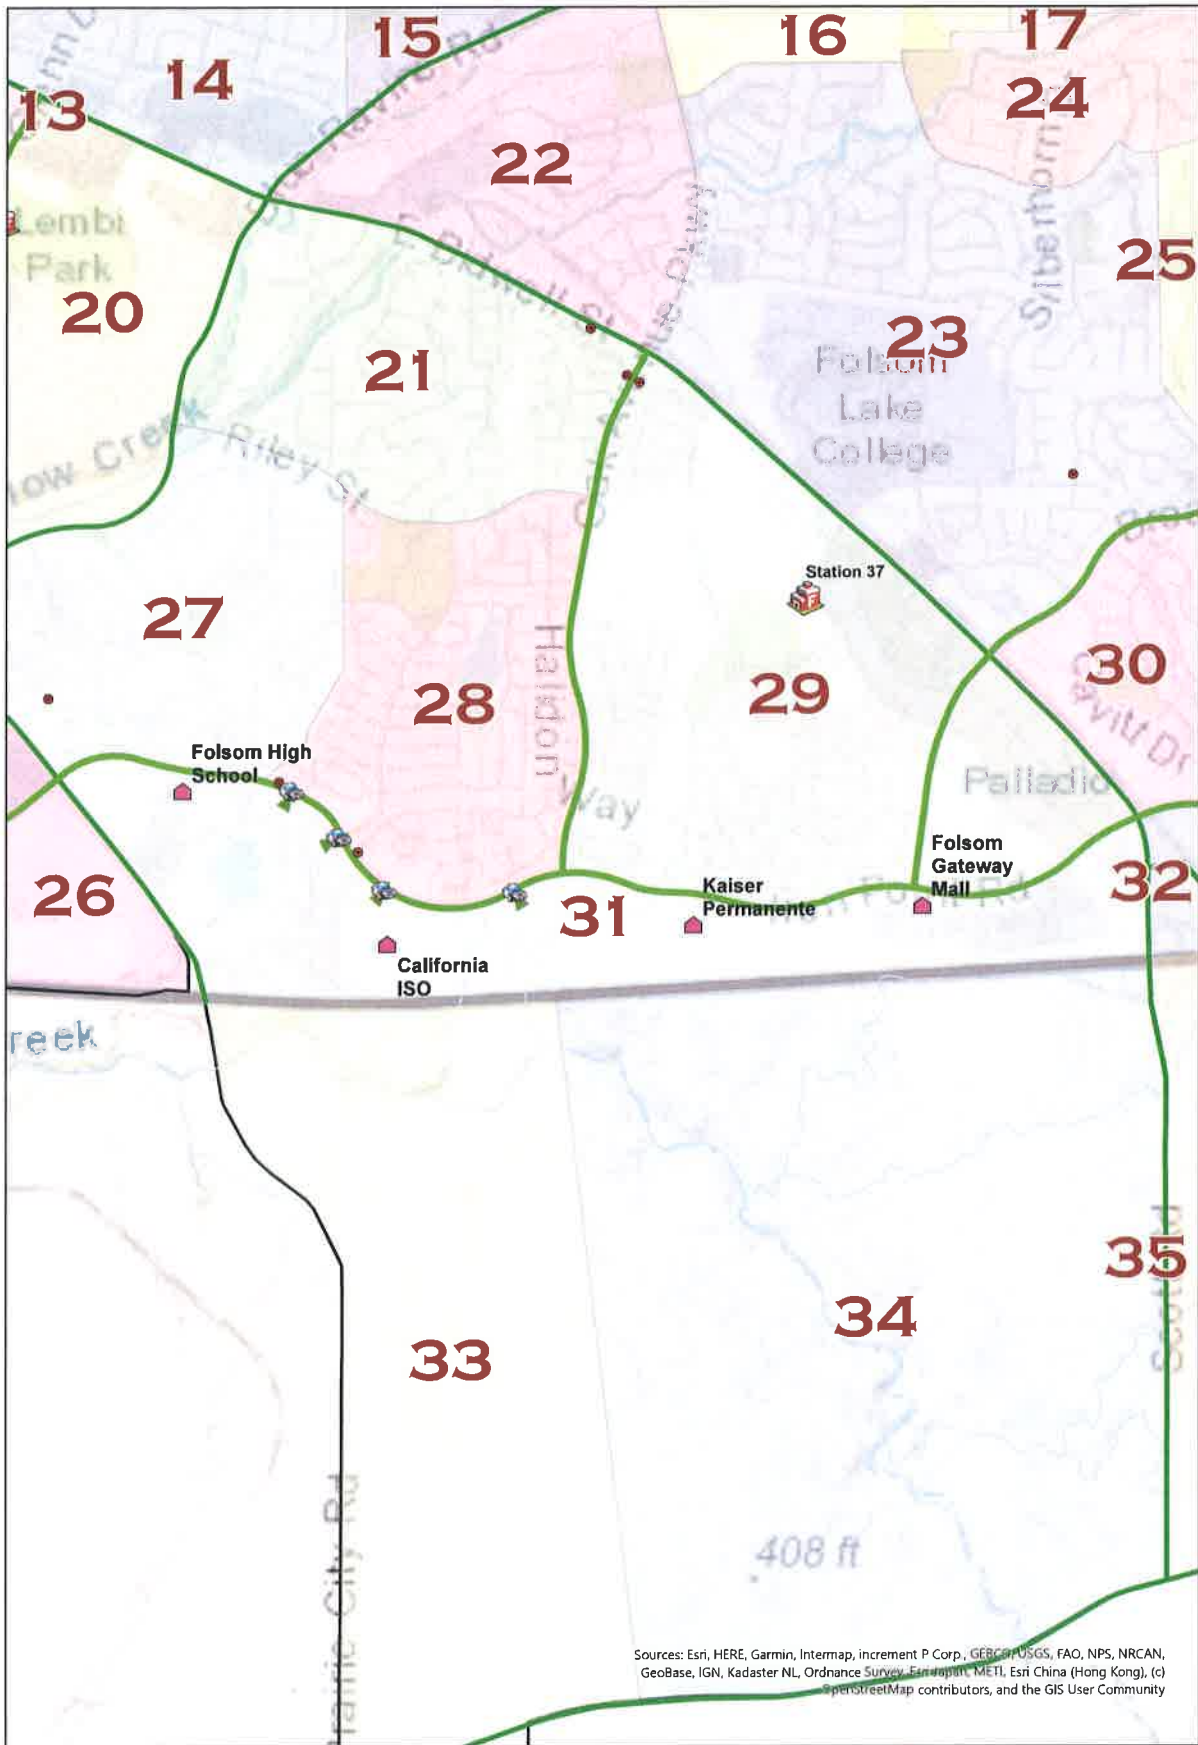 15
16
17
14
24
13
22
Lembi
Park
25
20
23
Folsom
Lake
College
21
Riley St
Station 37
27
30
28
29
Halidon
Way
Folsom High
School
Palladio
Folsom
Gateway
Mall
32
26
Kaiser
Permanente
31
California
ISO
reek
35
34
33
408 ft
Sources: Esri, HERE, Garmin, Intermap, increment P Corp., GEBCO, USGS, FAO, NPS, NRCAN,
GeoBase, IGN, Kadaster NL, Ordnance Survey, Esri Japan, METI, Esri China (Hong Kong), (c)
OpenStreetMap contributors, and the GIS User Community